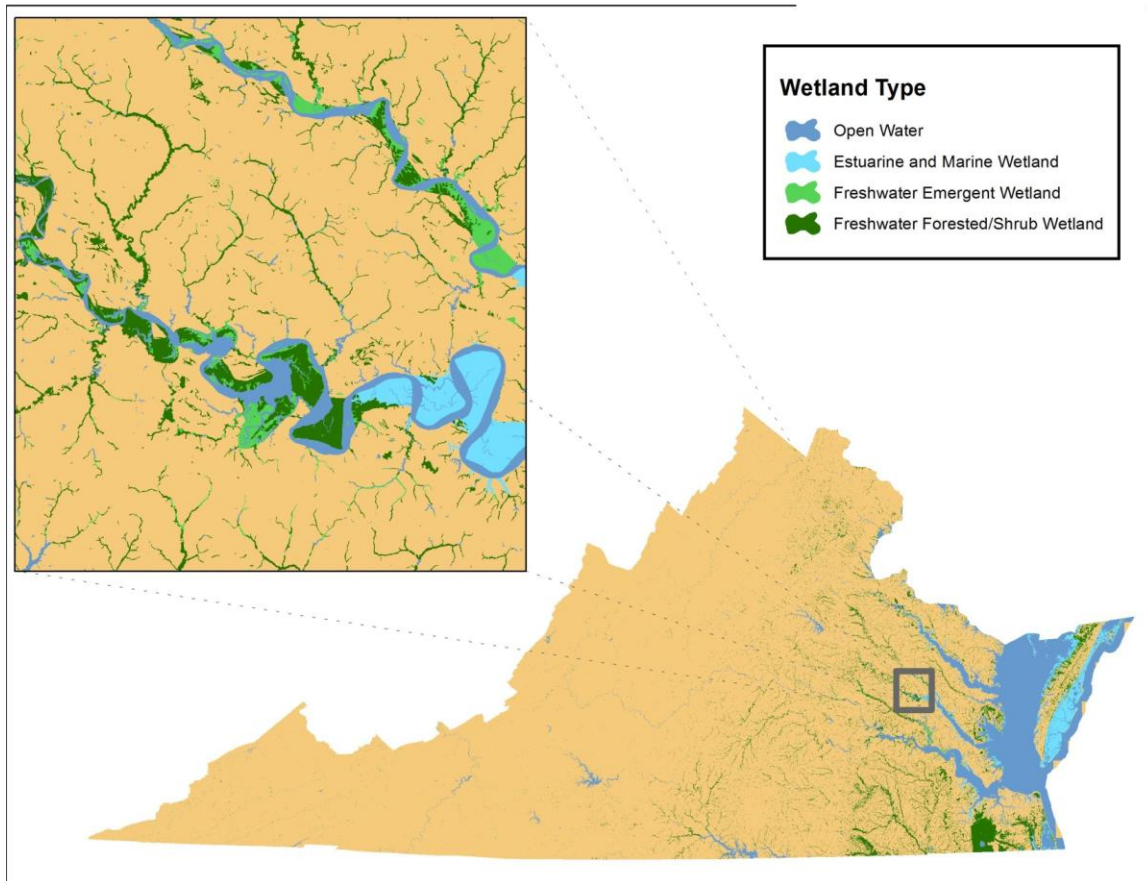 Wetland Type
Open Water
Estuarine and Marine Wetland
Freshwater Emergent Wetland
Freshwater Forested/Shrub Wetland